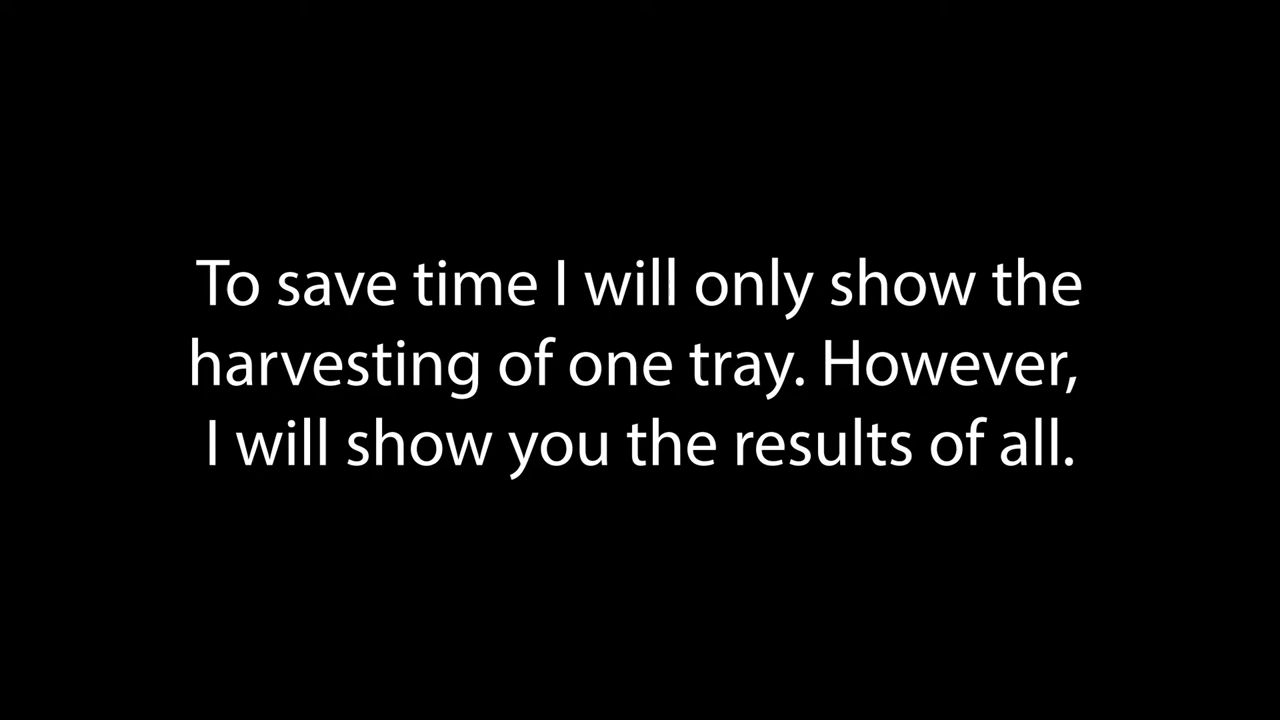 To save time I will only show the
harvesting of one tray. However,
I will show you the results of all.